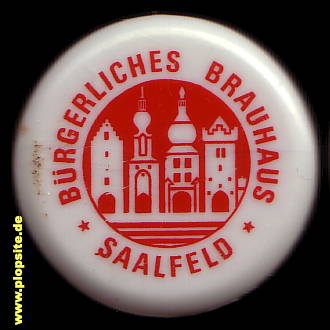 BÜRGERLICHES BRAUHAUS
* SAALFELD *
www.plopsite.de